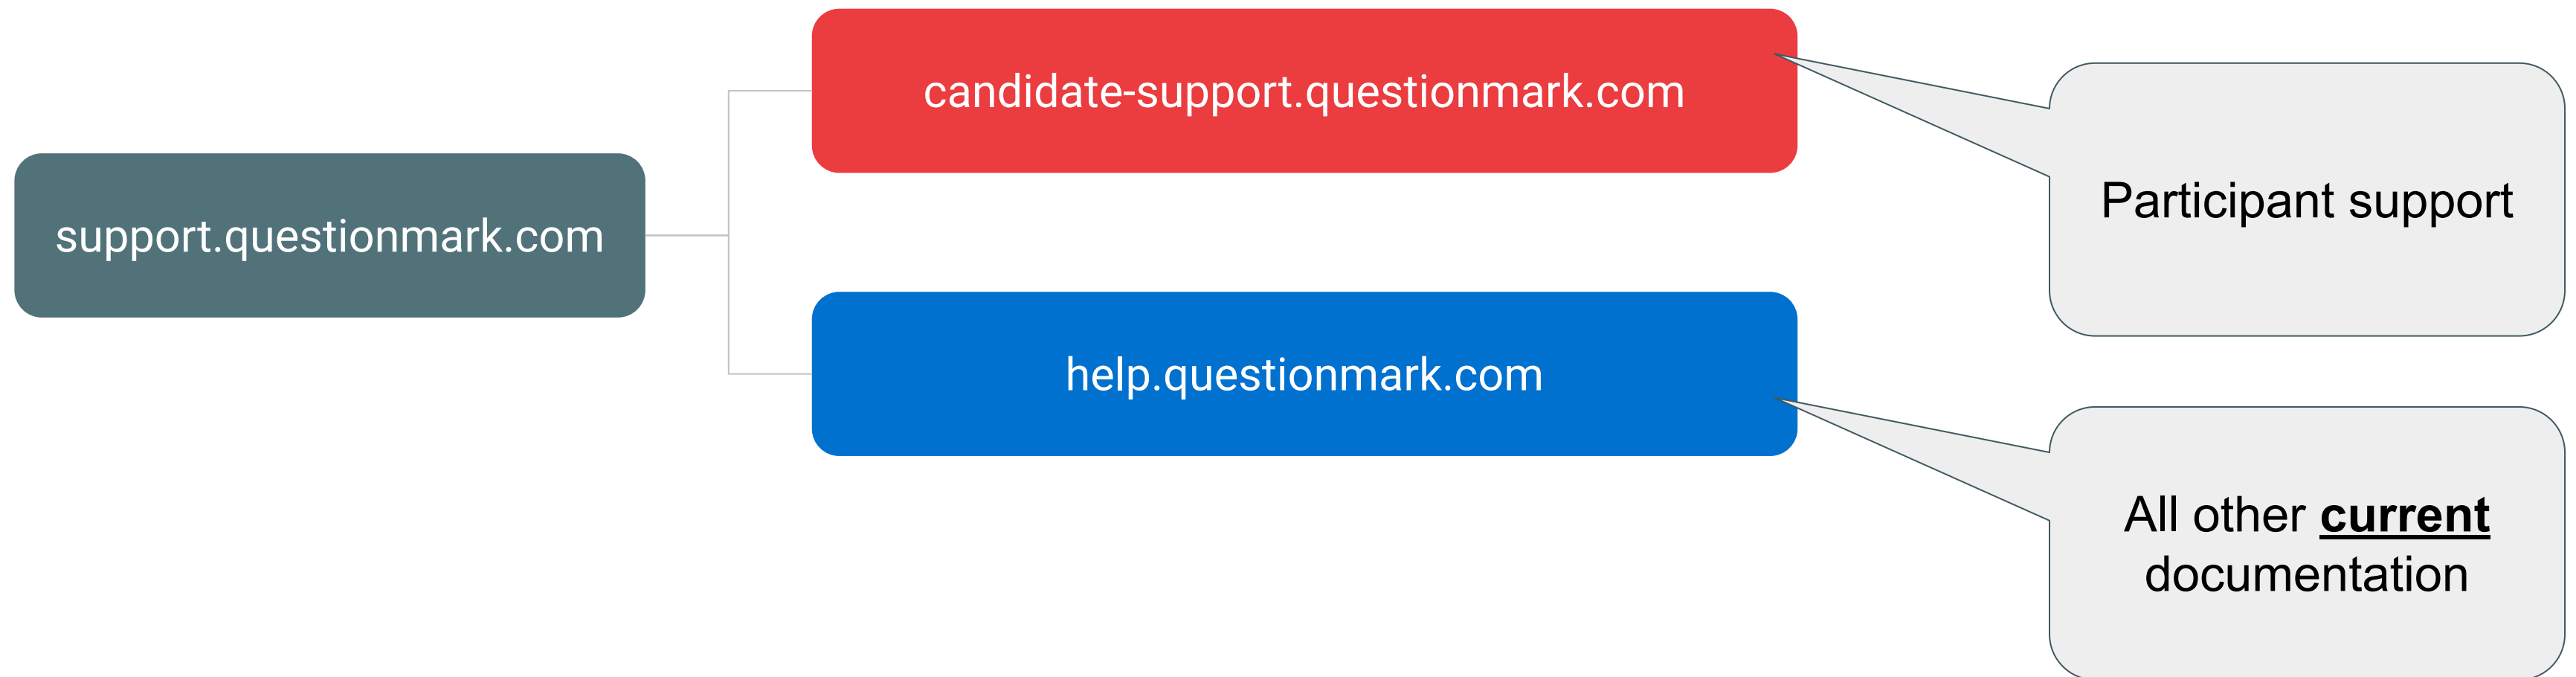 support.questionmark.com
candidate-support.questionmark.com
Participant support
help.questionmark.com
All other current
documentation